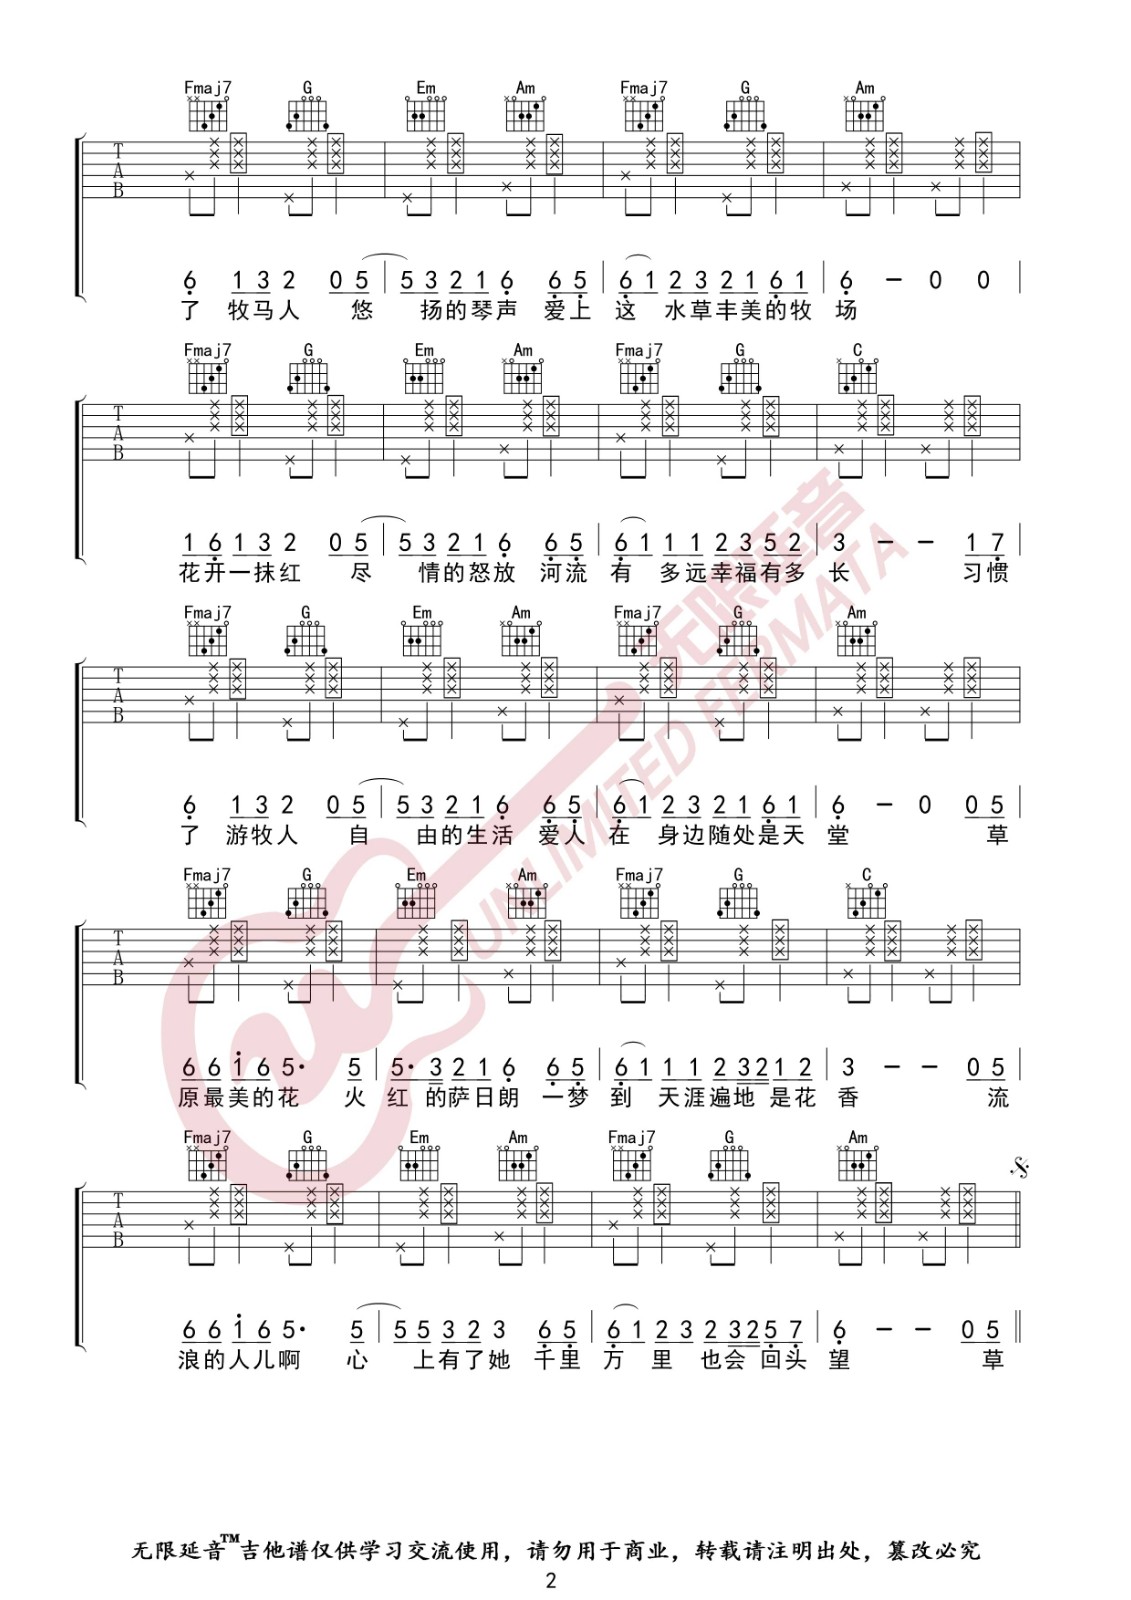 Fmaj7 G Em Am Fmaj7 G Am
T
A
B
6 1 3 2 0 5 | 5 3 2 1 6 6 5 | 6 1 2 3 2 1 6 1 | 6 - 0 0 |
了 牧马人 悠 扬的琴声 爱上 这 水草丰美的牧 场
Fmaj7 G Em Am Fmaj7 G C
T
A
B
1 6 1 3 2 0 5 | 5 3 2 1 6 6 5 | 6 1 1 1 2 3 5 2 | 3 - - 1 7 |
花开一抹红 尽 情的怒放 河流 有 多远幸福有多 长 习惯
Fmaj7 G Em Am Fmaj7 G Am
T
A
B
6 1 3 2 0 5 | 5 3 2 1 6 6 5 | 6 1 2 3 2 1 6 1 | 6 - 0 0 5
了 游牧人 自 由的生活 爱人 在 身边随处是天 堂 草
Fmaj7 G Em Am Fmaj7 G C
T
A
B
6 6 1 6 5· 5 | 5· 3 2 1 6 6 5 | 6 1 1 1 2 3 2 1 2 | 3 - - 0 5 |
原最美的花 火 红 的萨日朗 一梦 到 天涯遍地 是花 香 流
Fmaj7 G Em Am Fmaj7 G Am
T
A
B
6 6 1 6 5· 5 | 5 5 3 2 3 6 5 | 6 1 2 3 2 3 2 5 7 | 6 - - 0 5 ||
浪的人儿啊 心 上有了她 千里 万 里 也会 回头 望 草
无限延音
UNLIMITED FERMATA
无限延音™吉他谱仅供学习交流使用，请勿用于商业，转载请注明出处，篡改必究
2